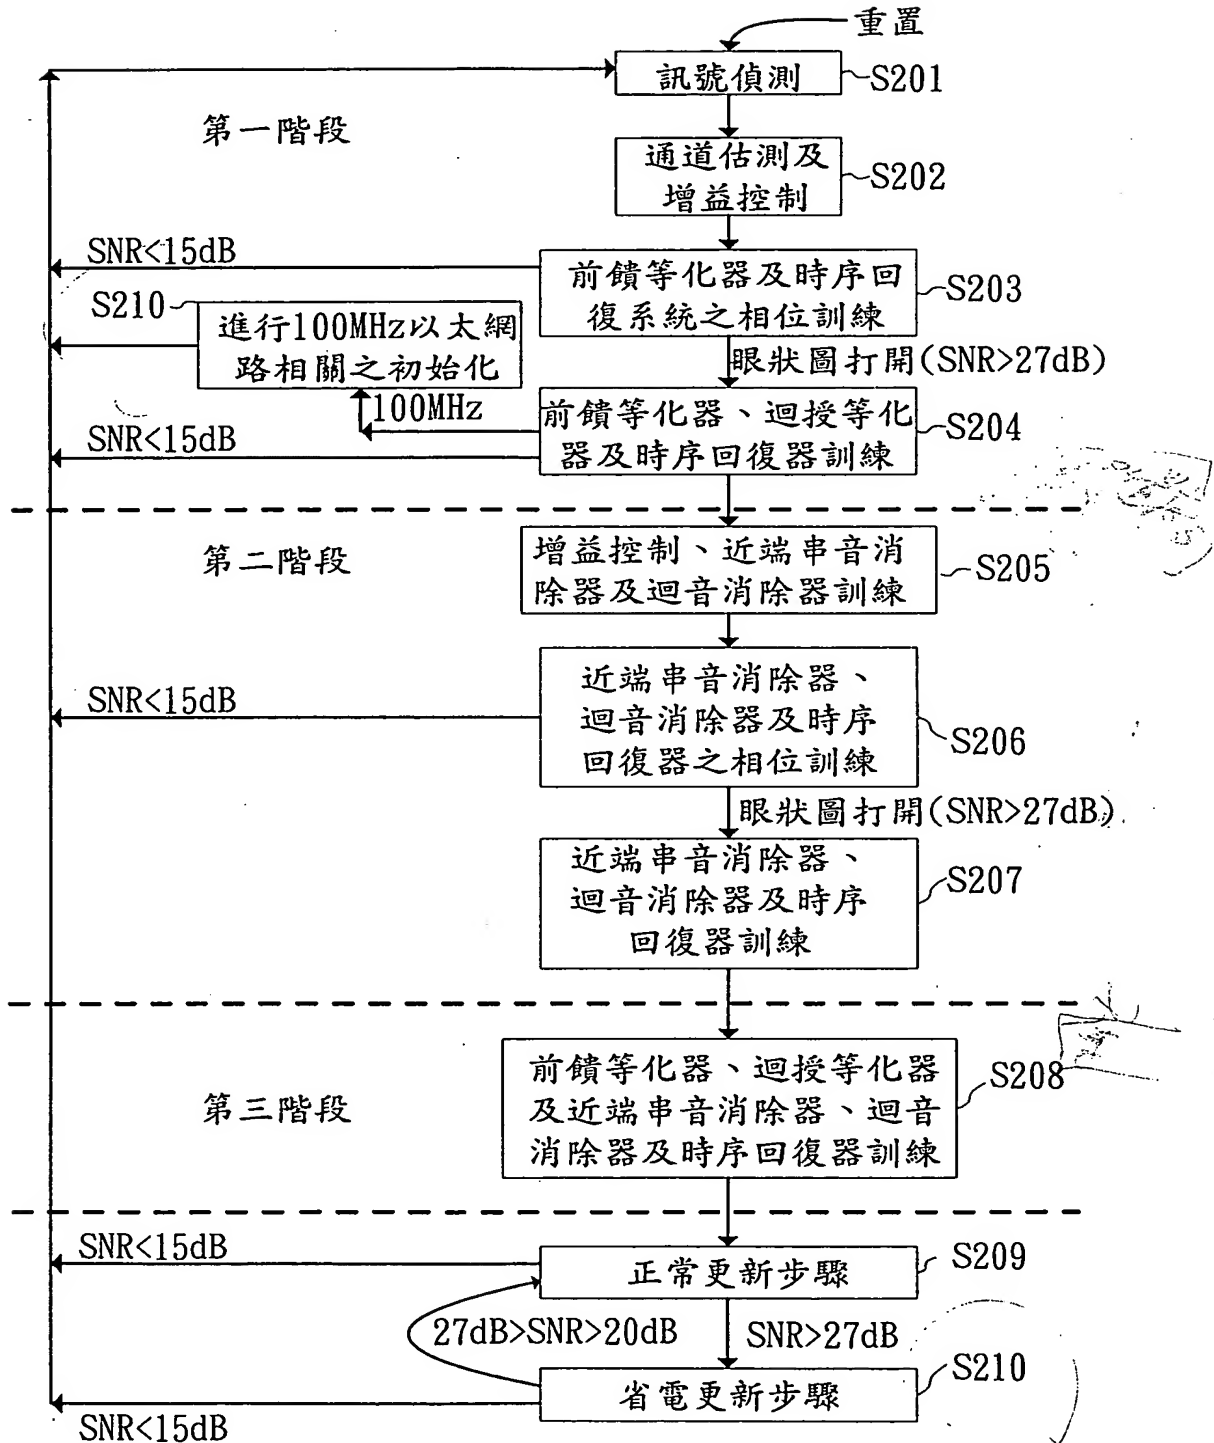 重置
訊號偵測
S201
第一階段
通道估測及
增益控制
S202
SNR<15dB
前饋等化器及時序回
復系統之相位訓練
S203
S210
進行100MHz以太網
路相關之初始化
眼狀圖打開(SNR>27dB)
100MHz
SNR<15dB
前饋等化器、迴授等化
器及時序回復器訓練
S204
第二階段
增益控制、近端串音消
除器及迴音消除器訓練
S205
SNR<15dB
近端串音消除器、
迴音消除器及時序
回復器之相位訓練
S206
眼狀圖打開(SNR>27dB)
近端串音消除器、
迴音消除器及時序
回復器訓練
S207
第三階段
前饋等化器、迴授等化器
及近端串音消除器、迴音
消除器及時序回復器訓練
S208
SNR<15dB
正常更新步驟
S209
27dB>SNR>20dB
SNR>27dB
省電更新步驟
S210
SNR<15dB